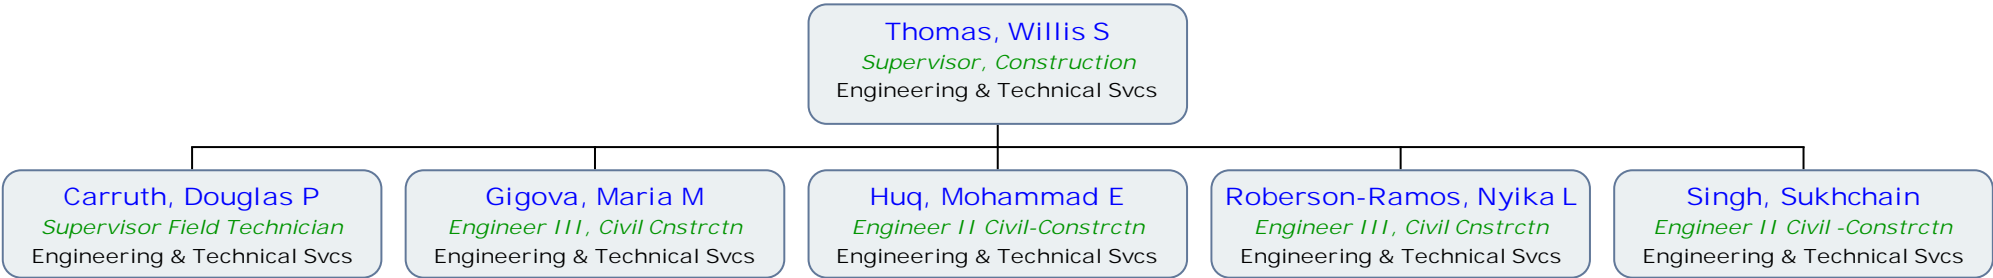 Thomas, Willis S
Supervisor, Construction
Engineering & Technical Svcs
Carruth, Douglas P
Supervisor Field Technician
Engineering & Technical Svcs
Gigova, Maria M
Engineer III, Civil Cnstrctn
Engineering & Technical Svcs
Huq, Mohammad E
Engineer II Civil-Constrctn
Engineering & Technical Svcs
Roberson-Ramos, Nyika L
Engineer III, Civil Cnstrctn
Engineering & Technical Svcs
Singh, Sukhchain
Engineer II Civil -Constrctn
Engineering & Technical Svcs